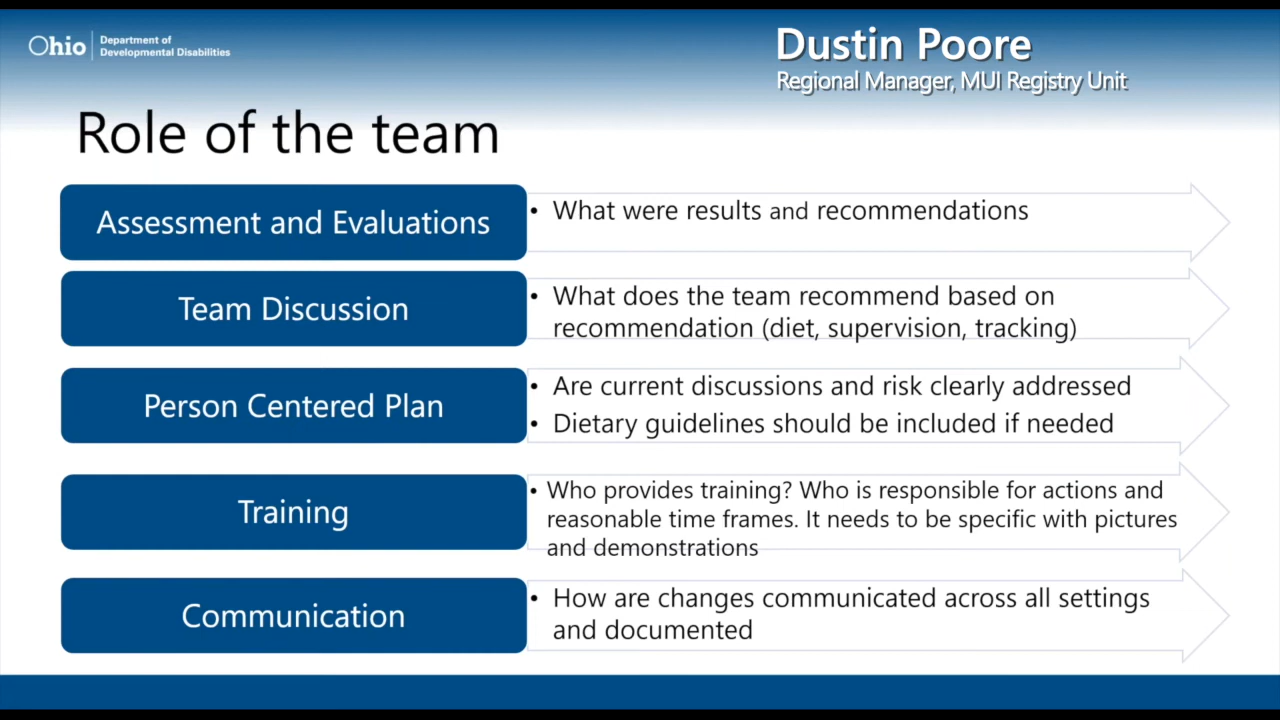 Ohio
Department of
Developmental Disabilities
Dustin Poore
Regional Manager, MUI Registry Unit
Role of the team
Assessment and Evaluations
• What were results and recommendations
Team Discussion
• What does the team recommend based on
recommendation (diet, supervision, tracking)
Person Centered Plan
• Are current discussions and risk clearly addressed
• Dietary guidelines should be included if needed
Training
• Who provides training? Who is responsible for actions and
reasonable time frames. It needs to be specific with pictures
and demonstrations
Communication
• How are changes communicated across all settings
and documented